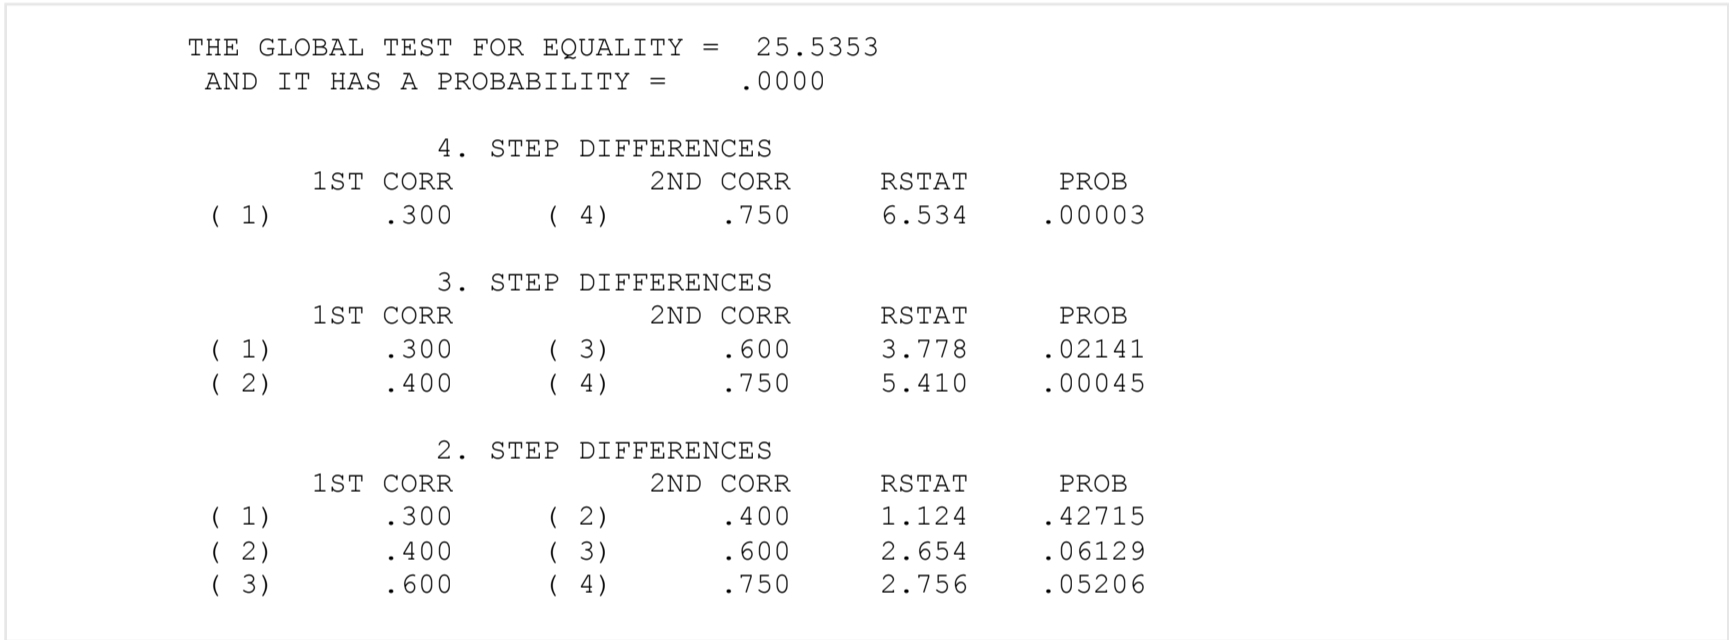 THE GLOBAL TEST FOR EQUALITY = 25.5353
AND IT HAS A PROBABILITY = .0000
4. STEP DIFFERENCES
1ST CORR 2ND CORR RSTAT PROB
( 1) .300 ( 4) .750 6.534 .00003
3. STEP DIFFERENCES
1ST CORR 2ND CORR RSTAT PROB
( 1) .300 ( 3) .600 3.778 .02141
( 2) .400 ( 4) .750 5.410 .00045
2. STEP DIFFERENCES
1ST CORR 2ND CORR RSTAT PROB
( 1) .300 ( 2) .400 1.124 .42715
( 2) .400 ( 3) .600 2.654 .06129
( 3) .600 ( 4) .750 2.756 .05206